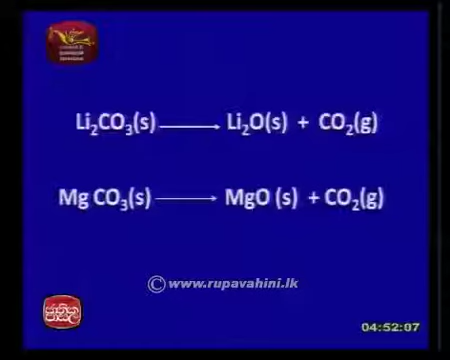 Li₂CO₃(s) ⟶ Li₂O(s) + CO₂(g)
Mg CO₃(s) ⟶ MgO (s) + CO₂(g)
© www.rupavahini.lk
04:52:07